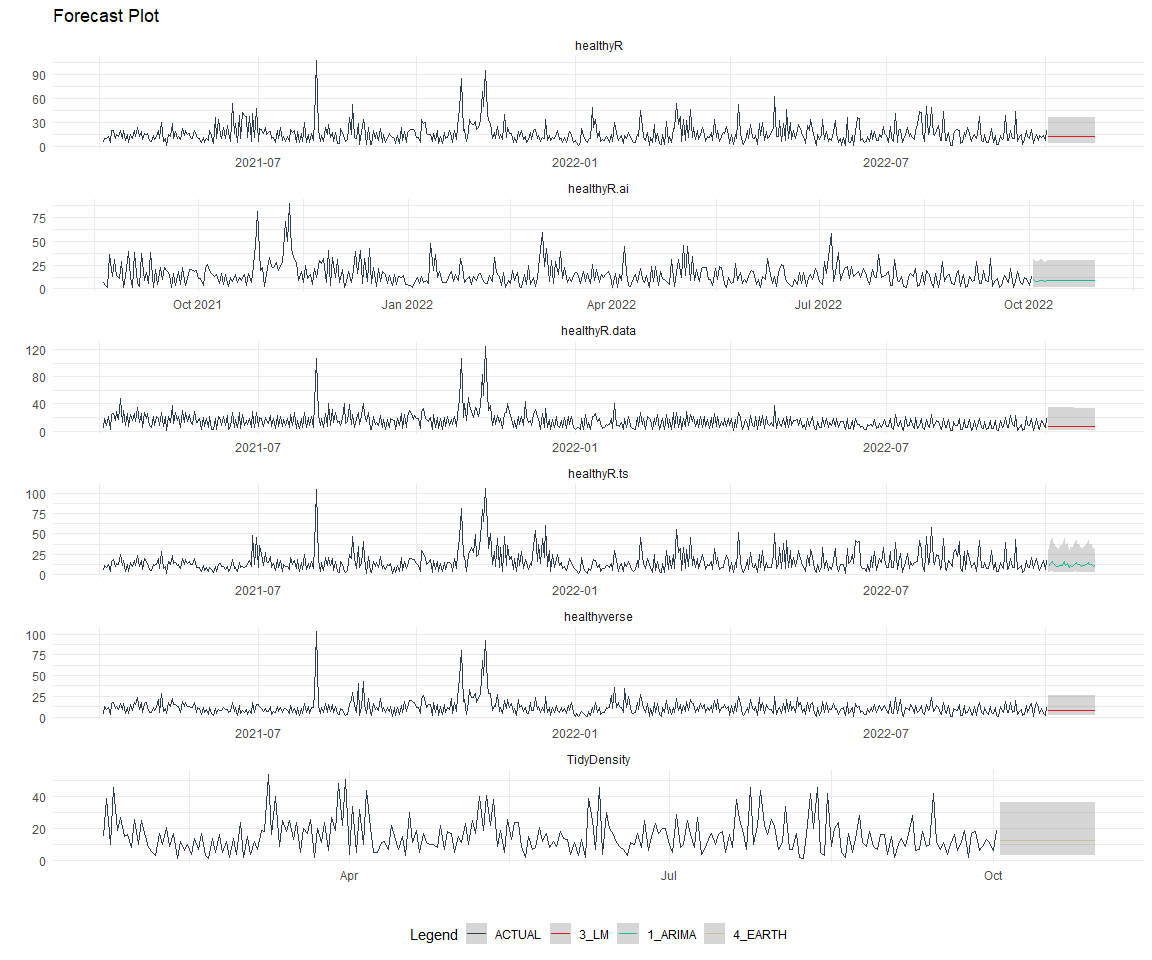 Forecast Plot
healthyR
90
60
30
0
2021-07 2022-01 2022-07
healthyR.ai
75
50
25
0
Oct 2021 Jan 2022 Apr 2022 Jul 2022 Oct 2022
healthyR.data
120
80
40
0
2021-07 2022-01 2022-07
healthyR.ts
100
75
50
25
0
2021-07 2022-01 2022-07
healthyverse
100
75
50
25
0
2021-07 2022-01 2022-07
TidyDensity
40
20
0
Apr Jul Oct
Legend ACTUAL 3_LM 1_ARIMA 4_EARTH